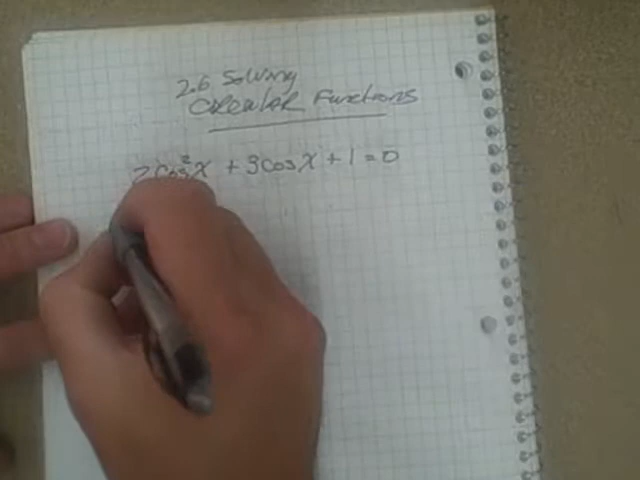 2.6 Solving
Circular Functions
2cos²x + 3cosx + 1 = 0